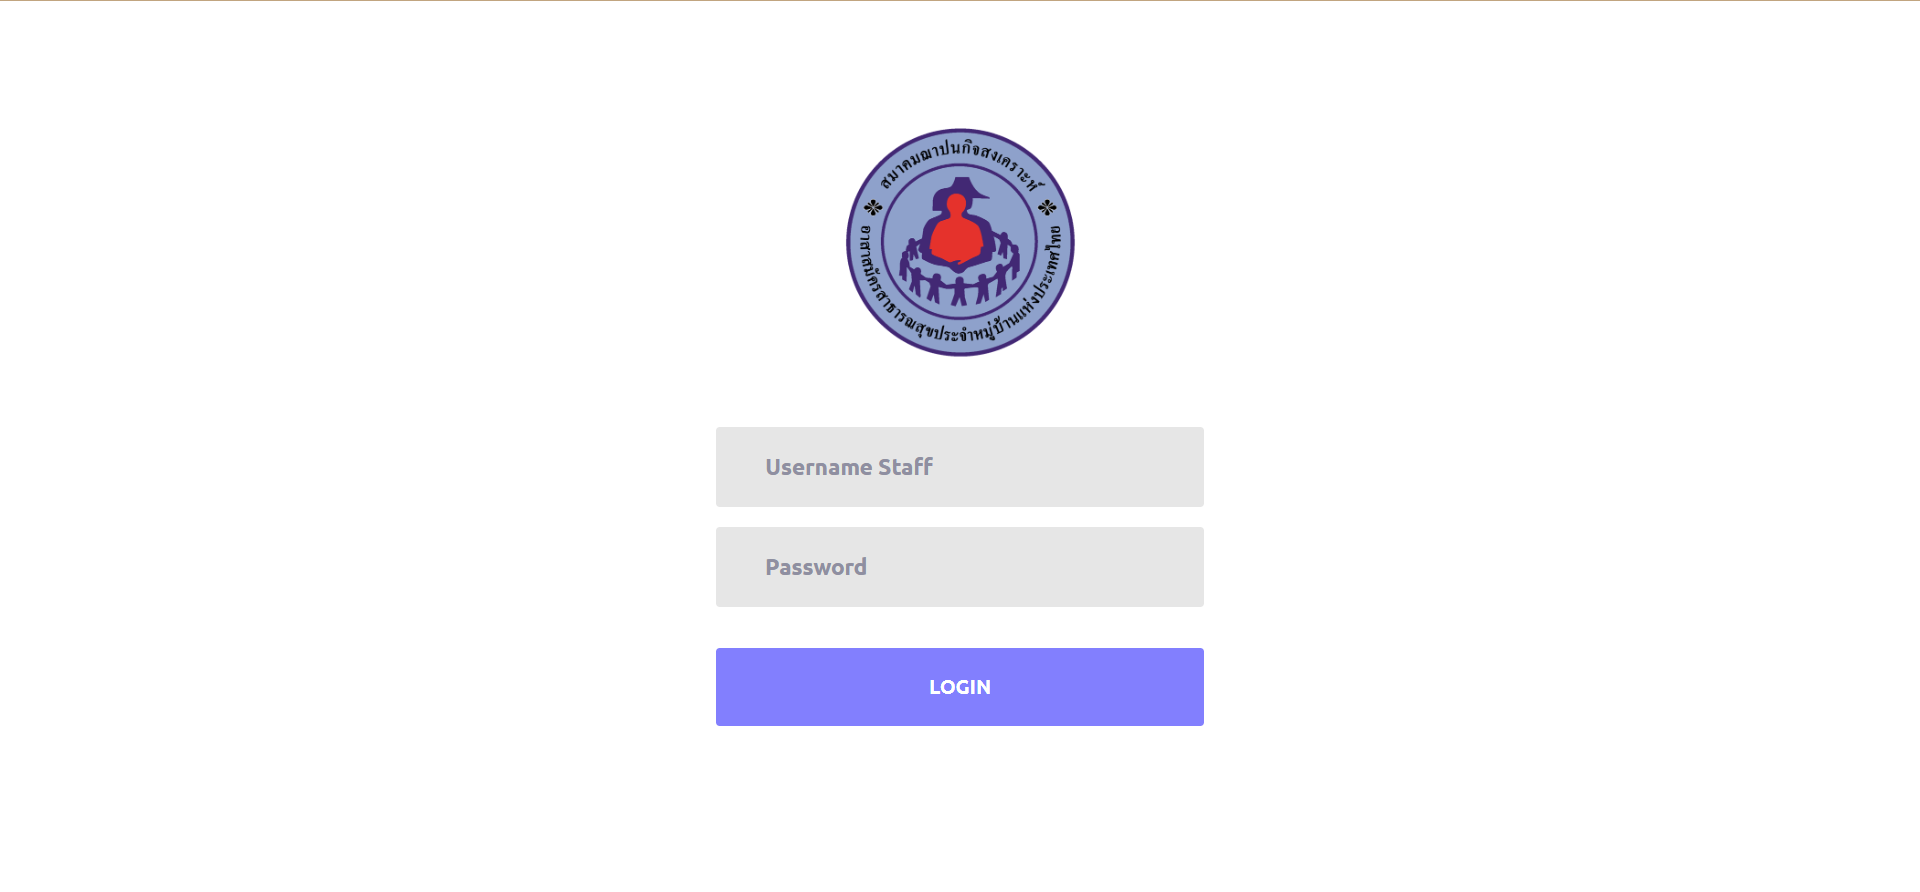 สมาคมฌาปนกิจสงเคราะห์
อาสาสมัครสาธารณสุขประจำหมู่บ้านแห่งประเทศไทย
Username Staff
Password
LOGIN